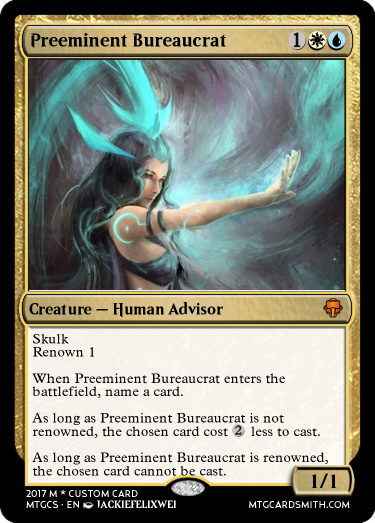 Preeminent Bureaucrat 1
Creature — Human Advisor
Skulk
Renown 1
When Preeminent Bureaucrat enters the
battlefield, name a card.
As long as Preeminent Bureaucrat is not
renowned, the chosen card cost 2 less to cast.
As long as Preeminent Bureaucrat is renowned,
the chosen card cannot be cast.
1/1
2017 M * CUSTOM CARD
MTGCS • EN JACKIEFELIXWEI
MTGCARDSMITH.COM